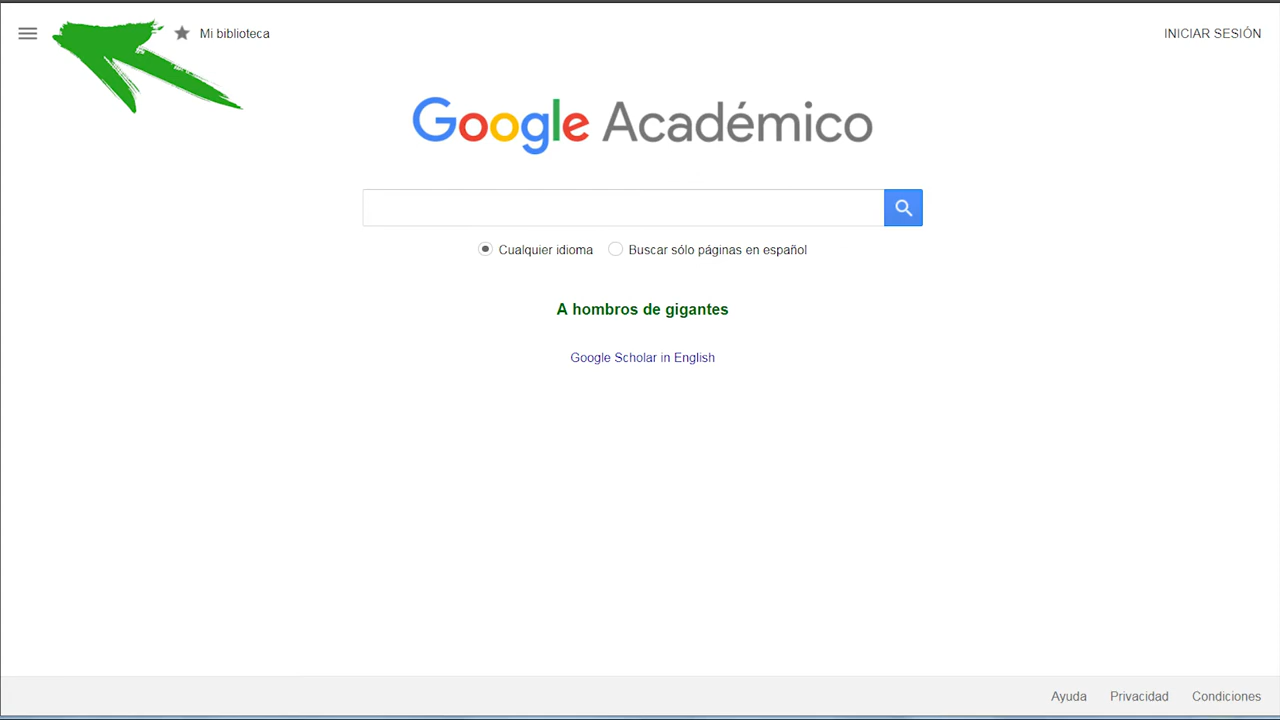 Mi biblioteca
INICIAR SESIÓN
Google Académico
Cualquier idioma
Buscar sólo páginas en español
A hombros de gigantes
Google Scholar in English
Ayuda
Privacidad
Condiciones